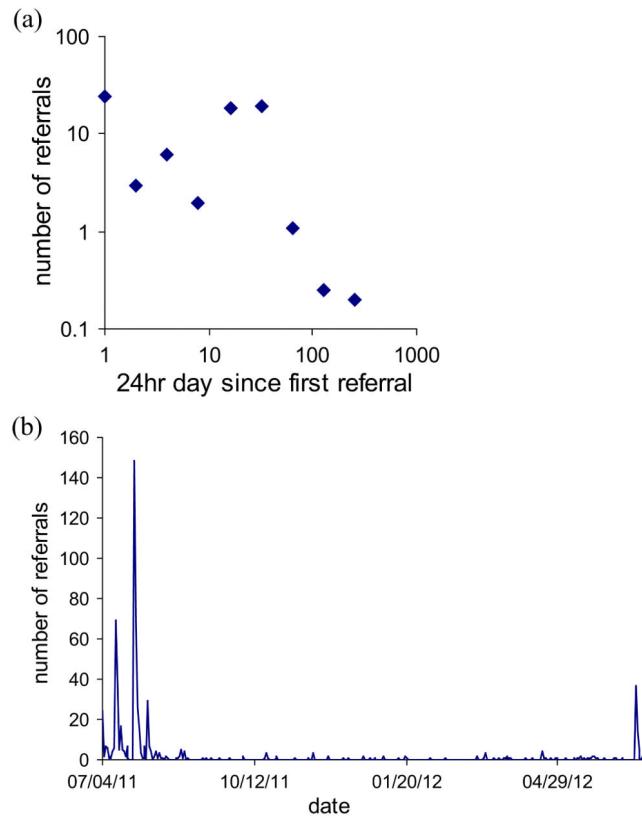 (a)
100
10
1
0.1
number of referrals
1 10 100 1000
24hr day since first referral
(b)
160
140
120
100
80
60
40
20
0
number of referrals
07/04/11 10/12/11 01/20/12 04/29/12
date